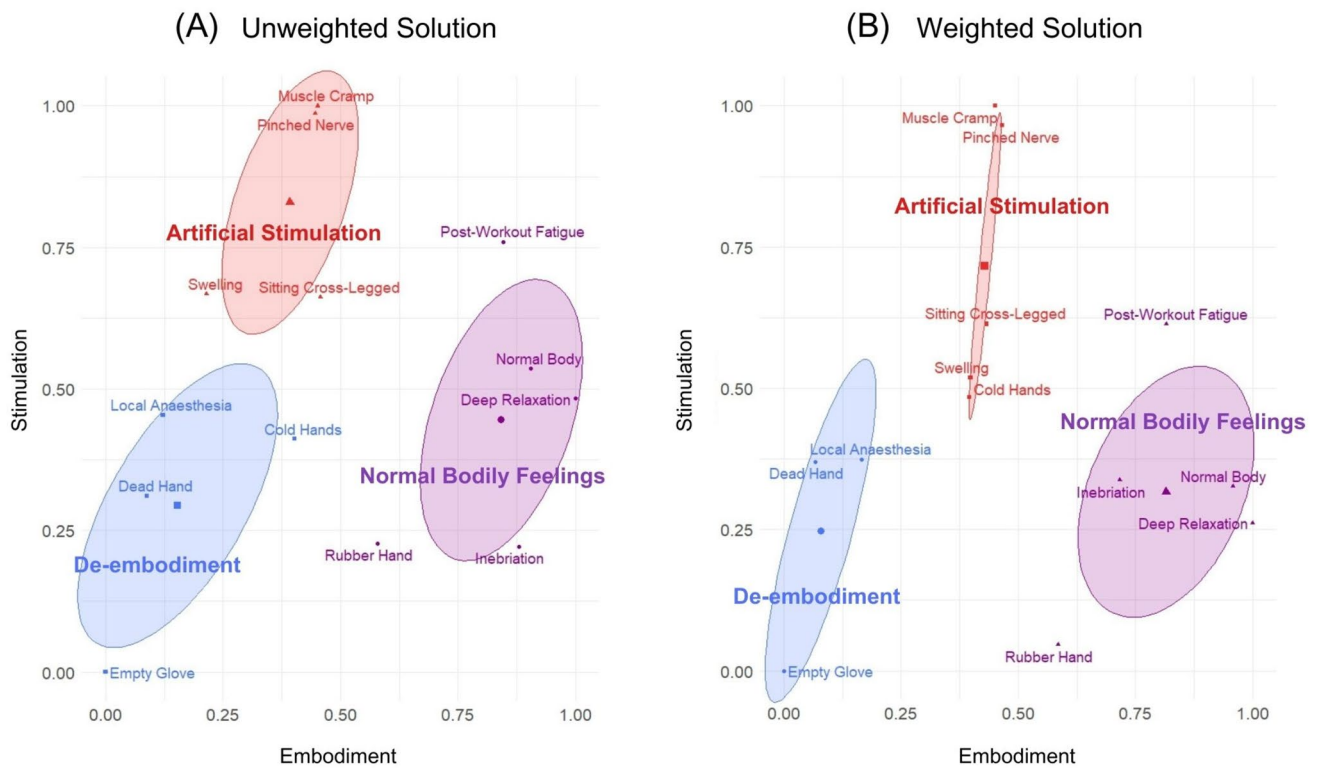 (A) Unweighted Solution
Stimulation
1.00
0.75
0.50
0.25
0.00
Muscle Cramp
Pinched Nerve
Artificial Stimulation
Post-Workout Fatigue
Swelling
Sitting Cross-Legged
Normal Body
Deep Relaxation
Local Anaesthesia
Cold Hands
Normal Bodily Feelings
Dead Hand
Rubber Hand
Inebriation
De-embodiment
Empty Glove
0.00 0.25 0.50 0.75 1.00
Embodiment
(B) Weighted Solution
Stimulation
1.00
0.75
0.50
0.25
0.00
Muscle Cramp
Pinched Nerve
Artificial Stimulation
Sitting Cross-Legged
Post-Workout Fatigue
Swelling
Cold Hands
Normal Bodily Feelings
Local Anaesthesia
Dead Hand
Normal Body
Inebriation
Deep Relaxation
De-embodiment
Rubber Hand
Empty Glove
0.00 0.25 0.50 0.75 1.00
Embodiment